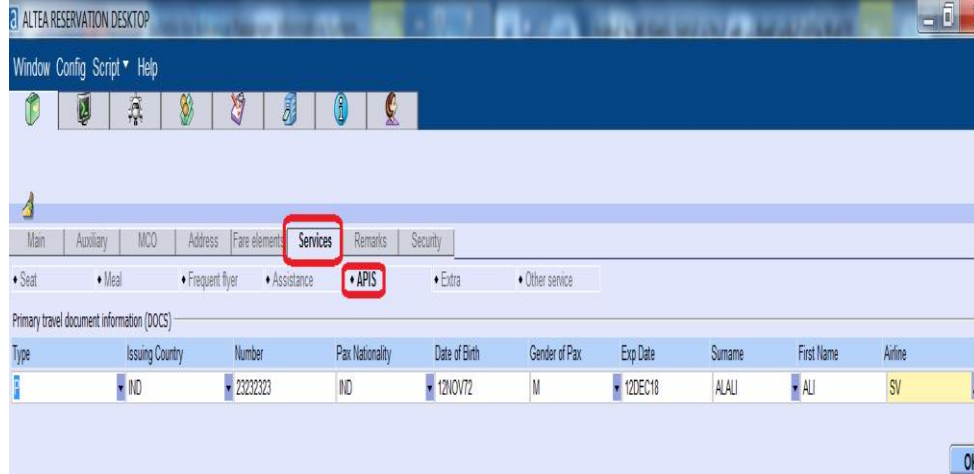 a ALTEA RESERVATION DESKTOP
Window Config Script Help
Main Auxiliary MCO Address Fare elements Services Remarks Security
Seat Meal Frequent flyer Assistance APIS Extra Other service
Primary travel document information (DOCS)
Type Issuing Country Number Pax Nationality Date of Birth Gender of Pax Exp Date Surname First Name Airline
P IND 23232323 IND 12NOV72 M 12DEC18 ALALI ALI SV